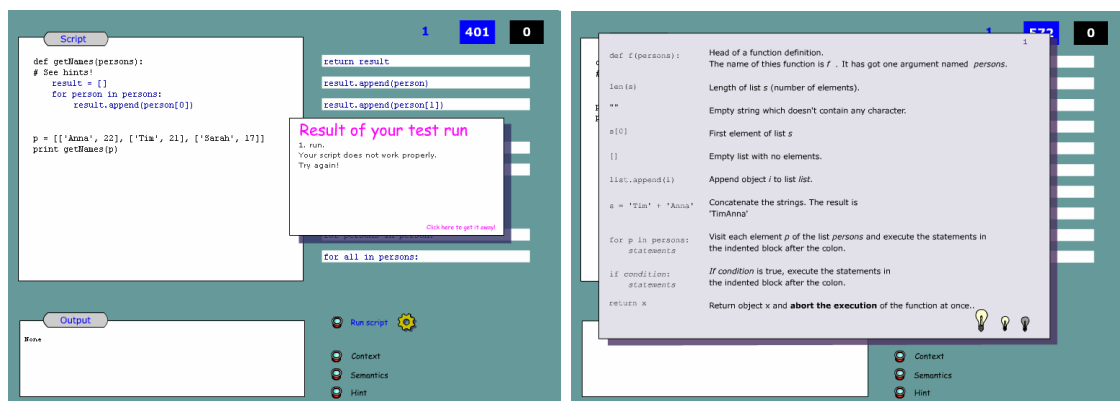 Script
1
401
0
def getNames(persons):
# See hints!
result = []
for person in persons:
result.append(person[0])
p = [['Anna', 22], ['Tim', 21], ['Sarah', 17]]
print getNames(p)
return result
result.append(person)
result.append(person[1])
Result of your test run
1. run.
Your script does not work properly.
Try again!
Click here to get it away!
for all in persons:
Output
None
Run script
Context
Semantics
Hint
0
1
def f(persons):
Head of a function definition.
The name of thies function is f . It has got one argument named persons.
len(s)
Length of list s (number of elements).
""
Empty string which doesn't contain any character.
s[0]
First element of list s
[]
Empty list with no elements.
list.append(i)
Append object i to list list.
s = 'Tim' + 'Anna'
Concatenate the strings. The result is
'TimAnna'
for p in persons:
statements
Visit each element p of the list persons and execute the statements in
the indented block after the colon.
if condition:
statements
If condition is true, execute the statements in
the indented block after the colon.
return x
Return object x and abort the execution of the function at once..
Context
Semantics
Hint